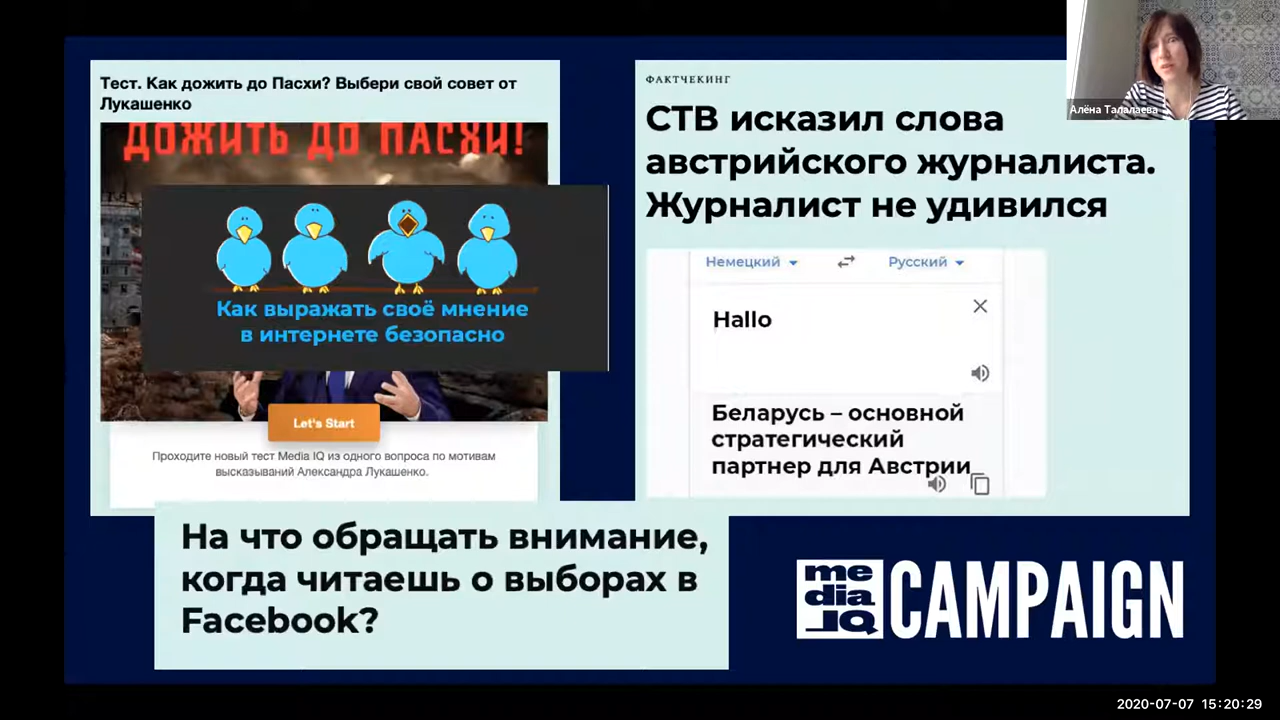 Тест. Как дожить до Пасхи? Выбери свой совет от
Лукашенко
ДОЖИТЬ ДО ПАСХИ!
Как выражать своё мнение
в интернете безопасно
Let's Start
Проходите новый тест Media IQ из одного вопроса по мотивам
высказываний Александра Лукашенко.
ФАКТЧЕКИНГ
СТВ исказил слова
австрийского журналиста.
Журналист не удивился
Немецкий
Русский
Hallo
Беларусь – основной
стратегический
партнер для Австрии
На что обращать внимание,
когда читаешь о выборах в
Facebook?
me
dia
IQ
CAMPAIGN
Алёна Талалаева
2020-07-07 15:20:29